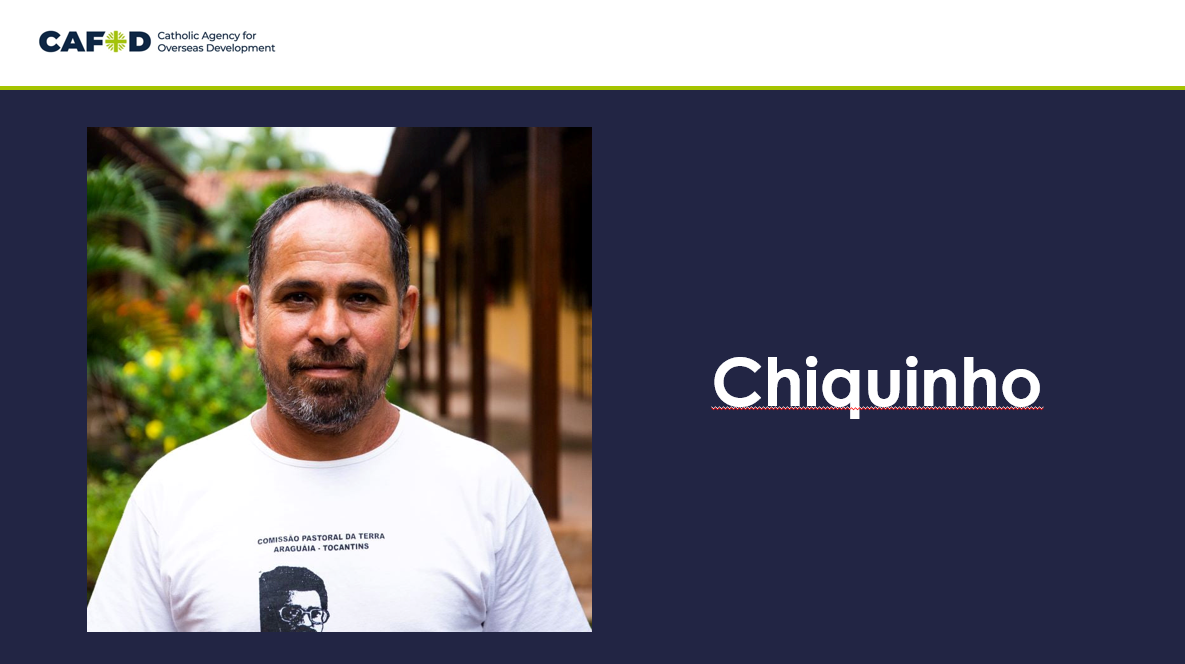 CAFOD
Catholic Agency for
Overseas Development
Chiquinho
COMISSÃO PASTORAL DA TERRA
ARAGUAIA - TOCANTINS